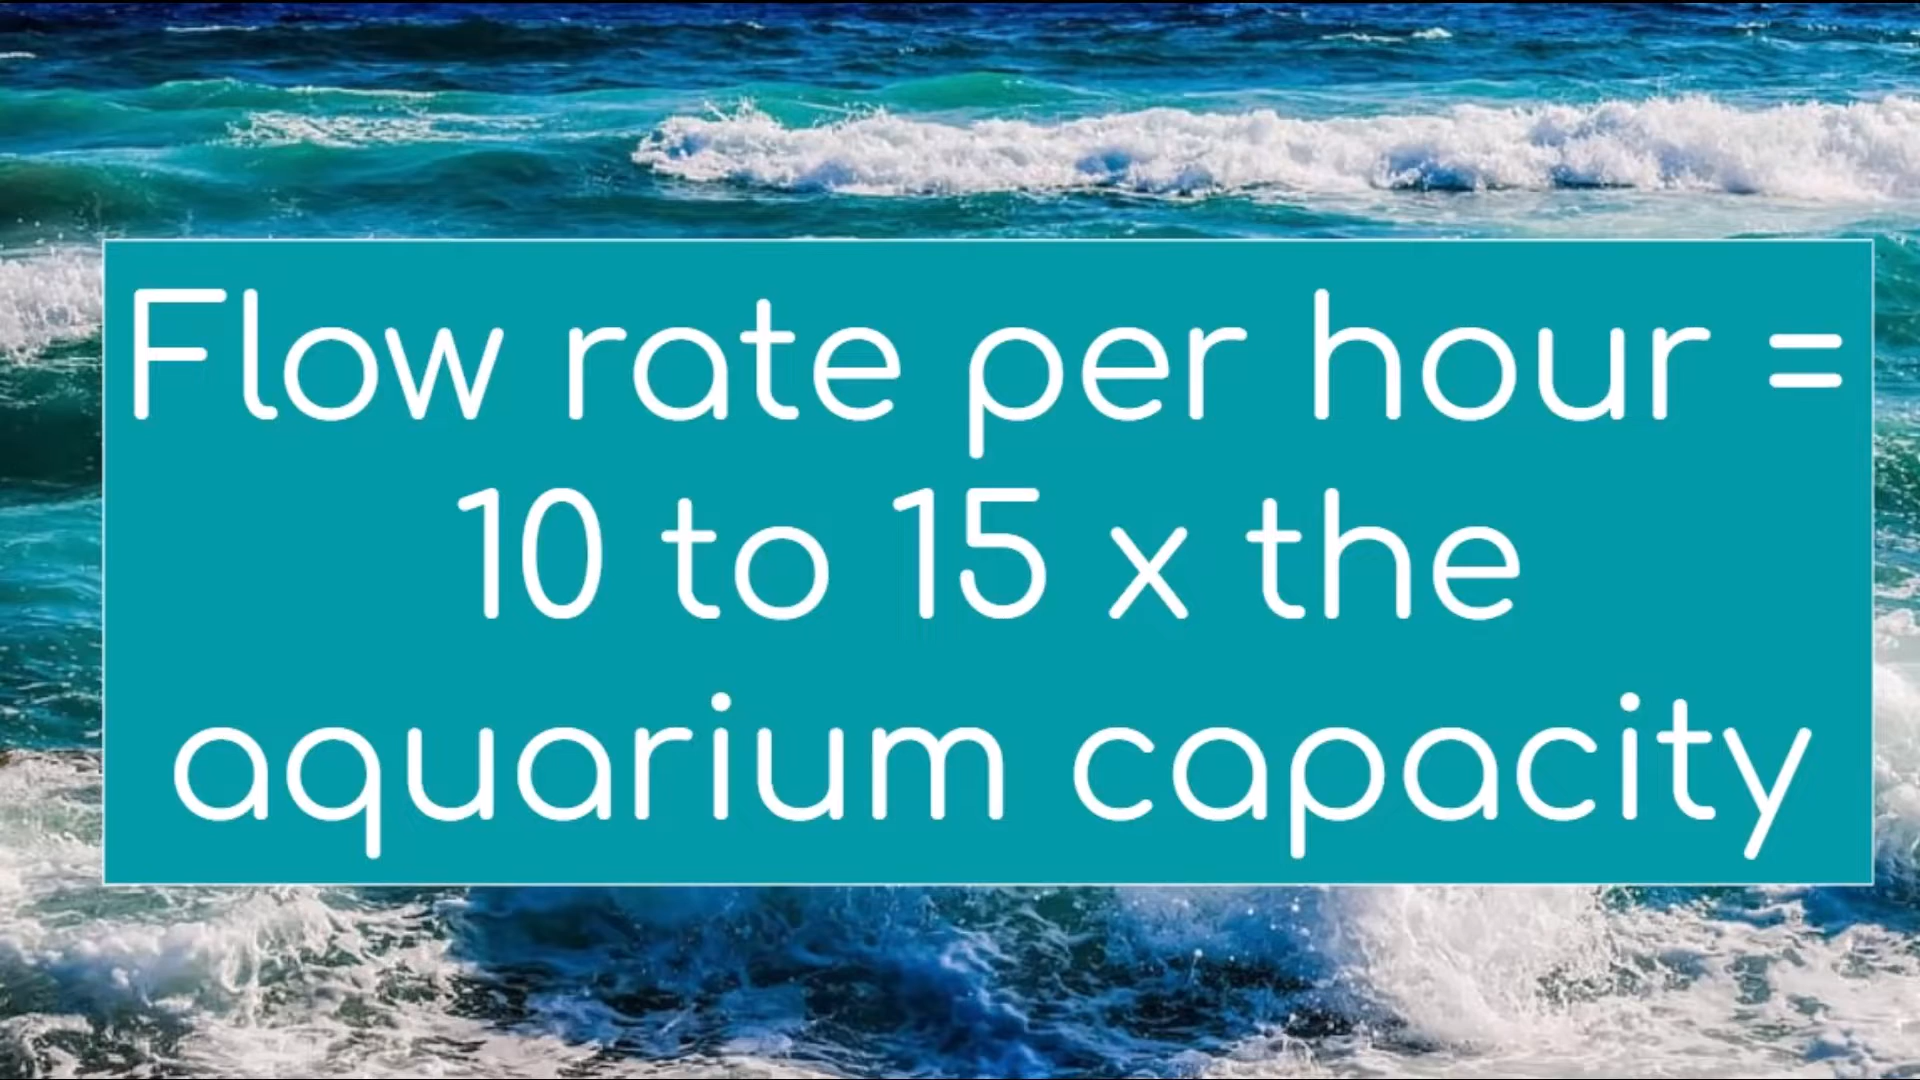 Flow rate per hour =
10 to 15 x the
aquarium capacity